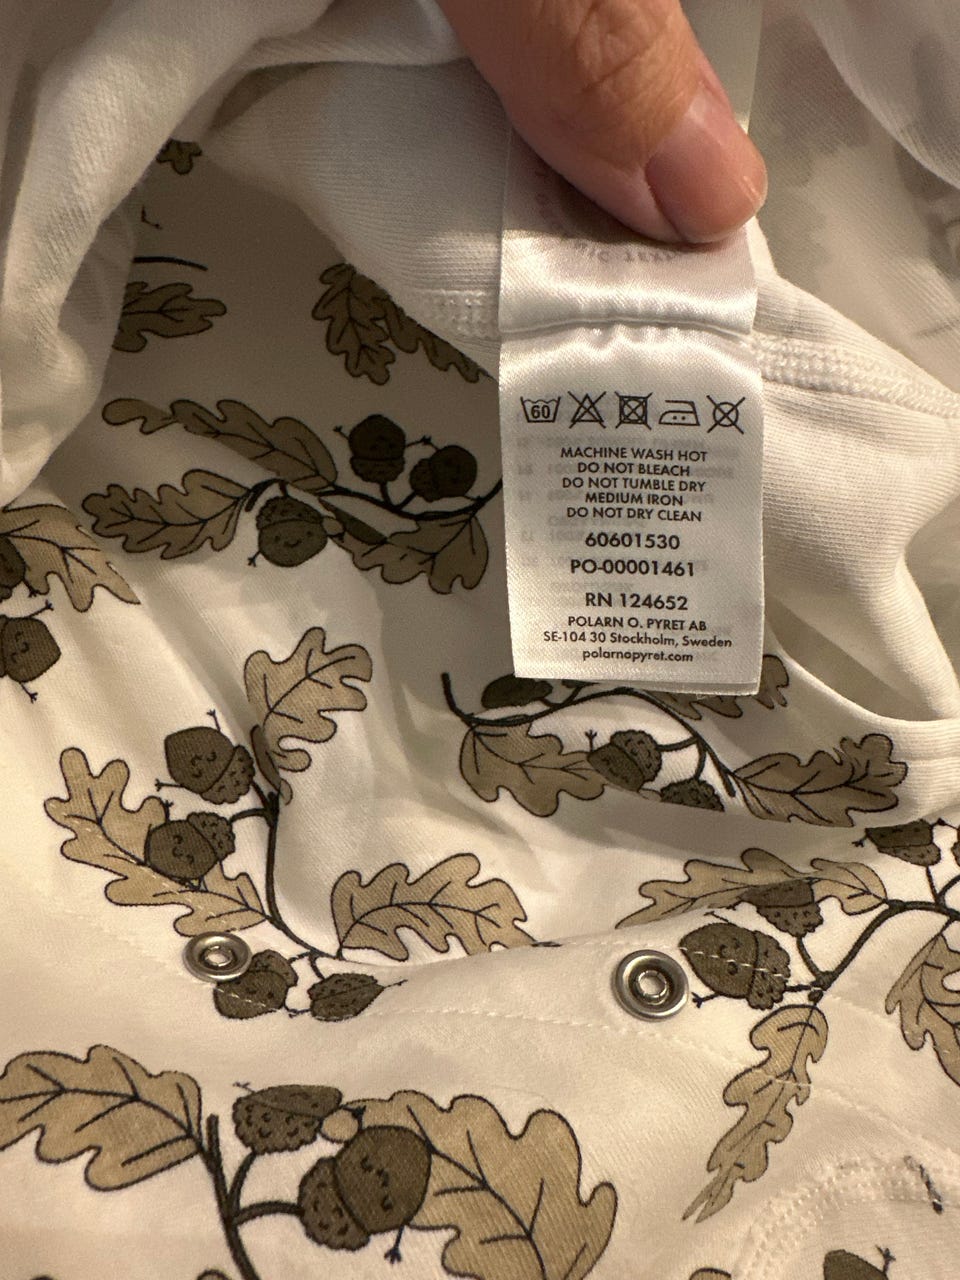 60
MACHINE WASH HOT
DO NOT BLEACH
DO NOT TUMBLE DRY
MEDIUM IRON
DO NOT DRY CLEAN
60601530
PO-00001461
RN 124652
POLARN O. PYRET AB
SE-104 30 Stockholm, Sweden
polarnopyret.com